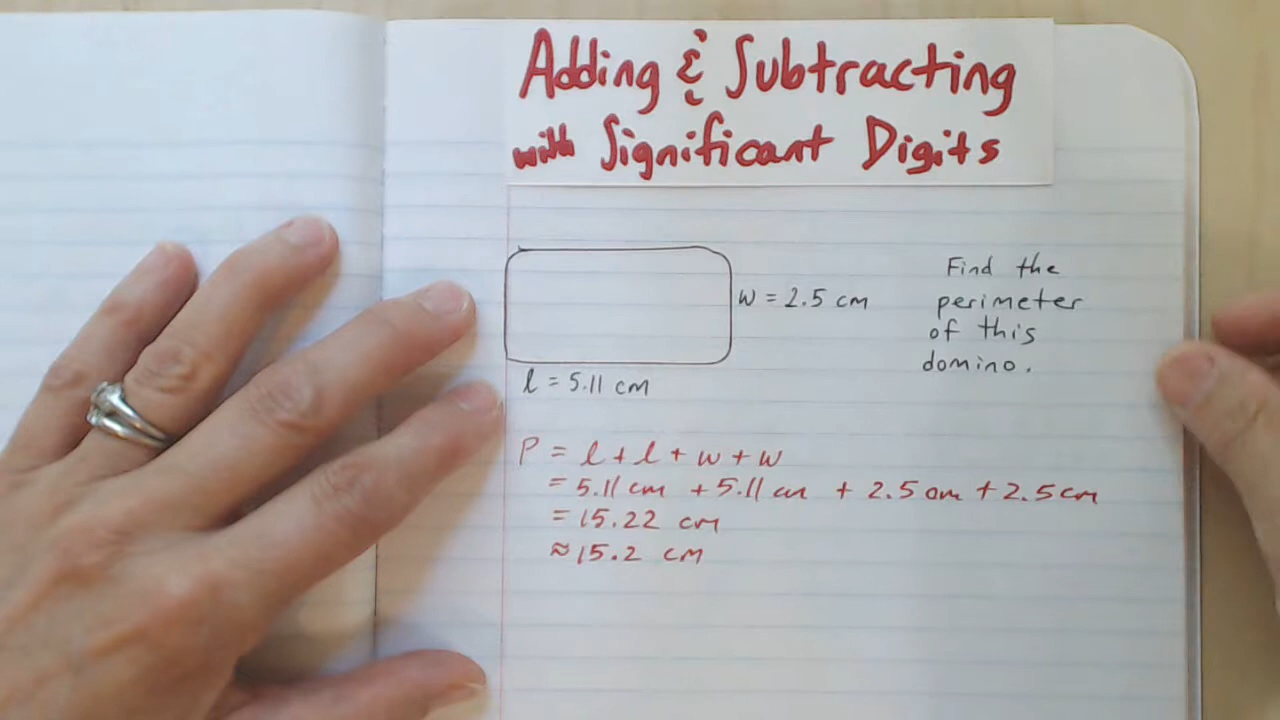 Adding & Subtracting
with Significant Digits
w = 2.5 cm
l = 5.11 cm
Find the
perimeter
of this
domino.
P = l + l + w + w
= 5.11 cm + 5.11 cm + 2.5 cm + 2.5 cm
= 15.22 cm
≈ 15.2 cm